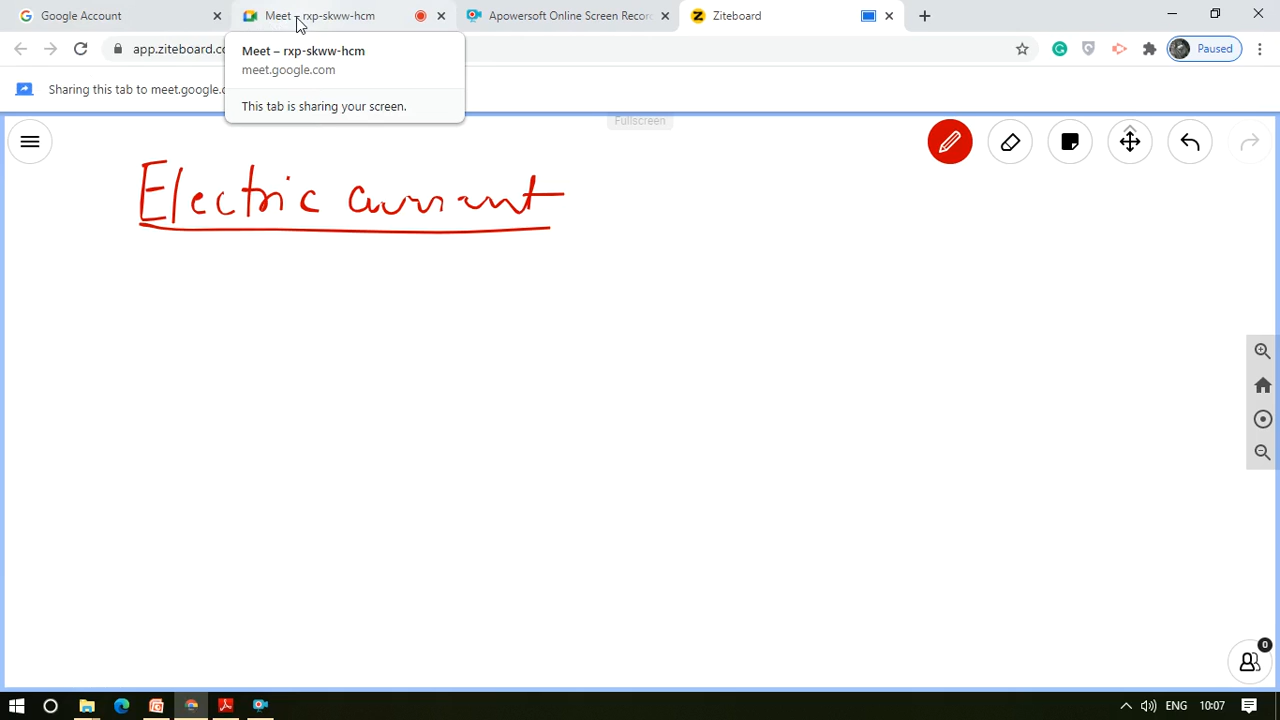 Google Account
Meet – rxp-skww-hcm
Apowersoft Online Screen Recor
Ziteboard
app.ziteboard.co
Paused
Meet – rxp-skww-hcm
meet.google.com
Sharing this tab to meet.google.c
This tab is sharing your screen.
Fullscreen
Electric current
0
ENG
10:07